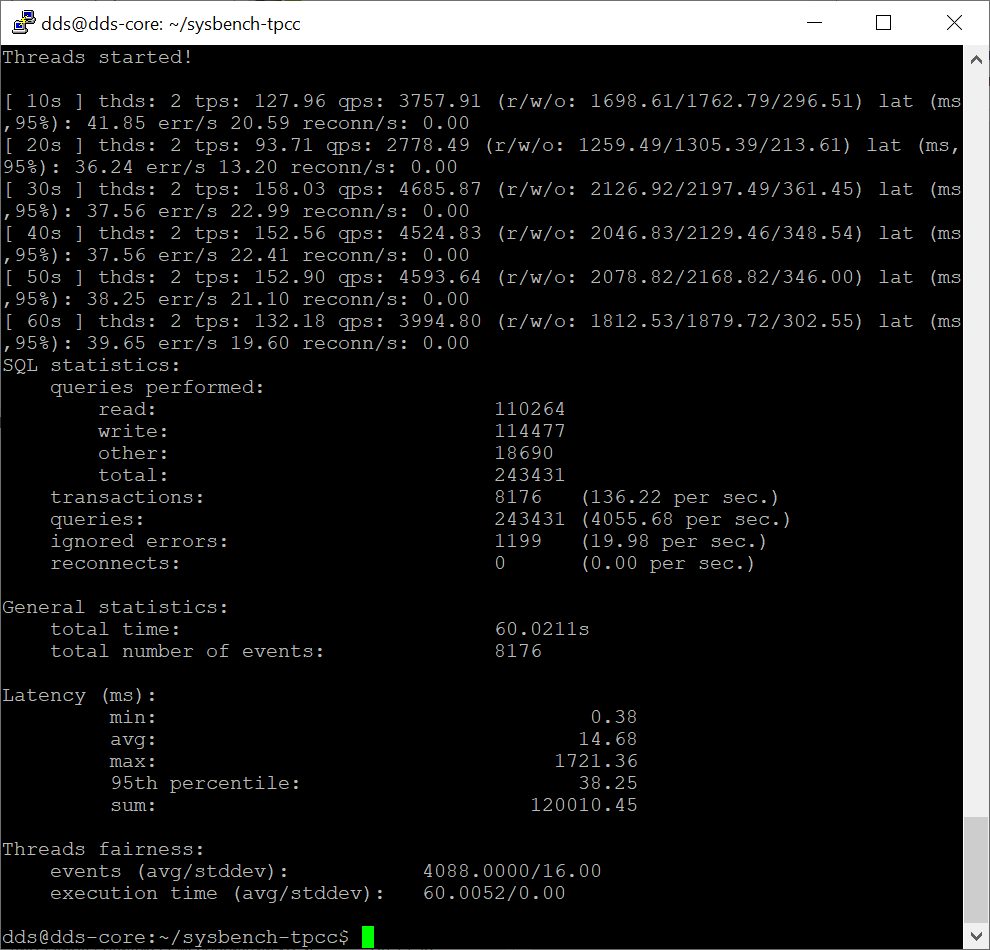 dds@dds-core: ~/sysbench-tpcc
Threads started!
[ 10s ] thds: 2 tps: 127.96 qps: 3757.91 (r/w/o: 1698.61/1762.79/296.51) lat (ms
,95%): 41.85 err/s 20.59 reconn/s: 0.00
[ 20s ] thds: 2 tps: 93.71 qps: 2778.49 (r/w/o: 1259.49/1305.39/213.61) lat (ms,
95%): 36.24 err/s 13.20 reconn/s: 0.00
[ 30s ] thds: 2 tps: 158.03 qps: 4685.87 (r/w/o: 2126.92/2197.49/361.45) lat (ms
,95%): 37.56 err/s 22.99 reconn/s: 0.00
[ 40s ] thds: 2 tps: 152.56 qps: 4524.83 (r/w/o: 2046.83/2129.46/348.54) lat (ms
,95%): 37.56 err/s 22.41 reconn/s: 0.00
[ 50s ] thds: 2 tps: 152.90 qps: 4593.64 (r/w/o: 2078.82/2168.82/346.00) lat (ms
,95%): 38.25 err/s 21.10 reconn/s: 0.00
[ 60s ] thds: 2 tps: 132.18 qps: 3994.80 (r/w/o: 1812.53/1879.72/302.55) lat (ms
,95%): 39.65 err/s 19.60 reconn/s: 0.00
SQL statistics:
    queries performed:
        read:                            110264
        write:                           114477
        other:                           18690
        total:                           243431
    transactions:                        8176   (136.22 per sec.)
    queries:                             243431 (4055.68 per sec.)
    ignored errors:                      1199   (19.98 per sec.)
    reconnects:                          0      (0.00 per sec.)
General statistics:
    total time:                          60.0211s
    total number of events:              8176
Latency (ms):
         min:                                    0.38
         avg:                                   14.68
         max:                                 1721.36
         95th percentile:                       38.25
         sum:                               120010.45
Threads fairness:
    events (avg/stddev):           4088.0000/16.00
    execution time (avg/stddev):   60.0052/0.00
dds@dds-core:~/sysbench-tpcc$